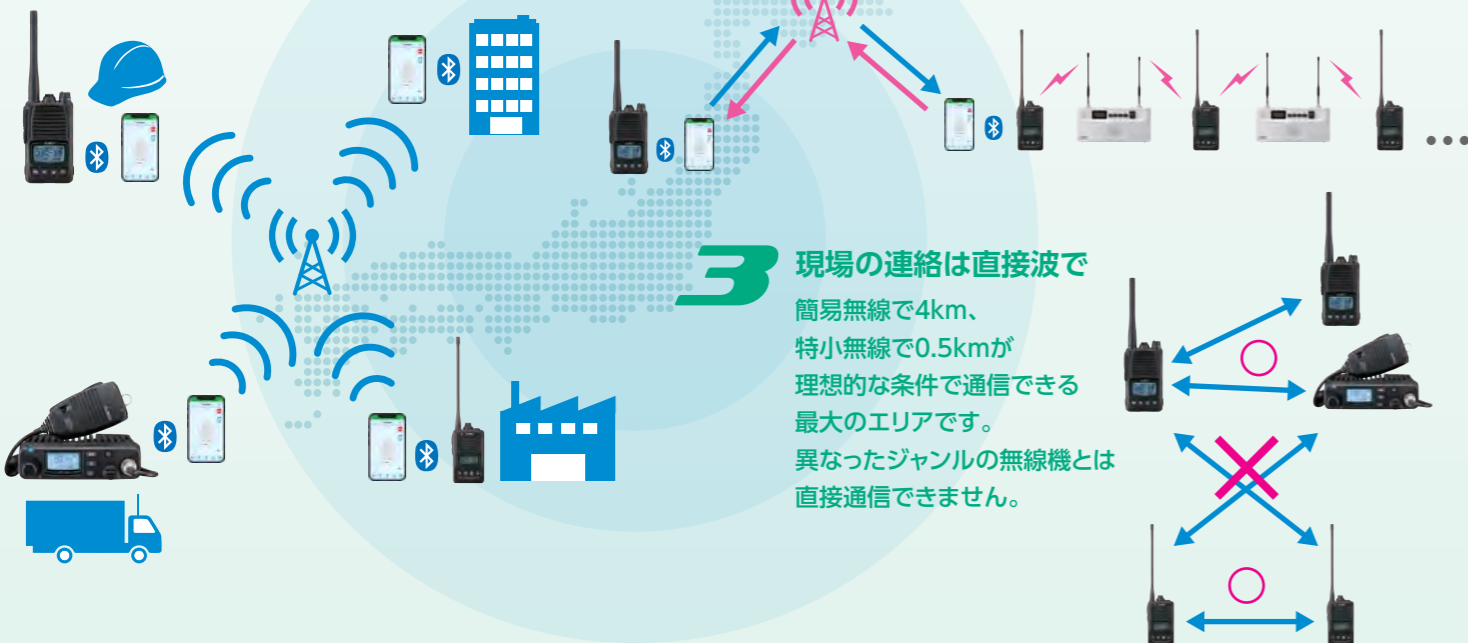 3 現場の連絡は直接波で
簡易無線で4km、
特小無線で0.5kmが
理想的な条件で通信できる
最大のエリアです。
異なったジャンルの無線機とは
直接通信できません。